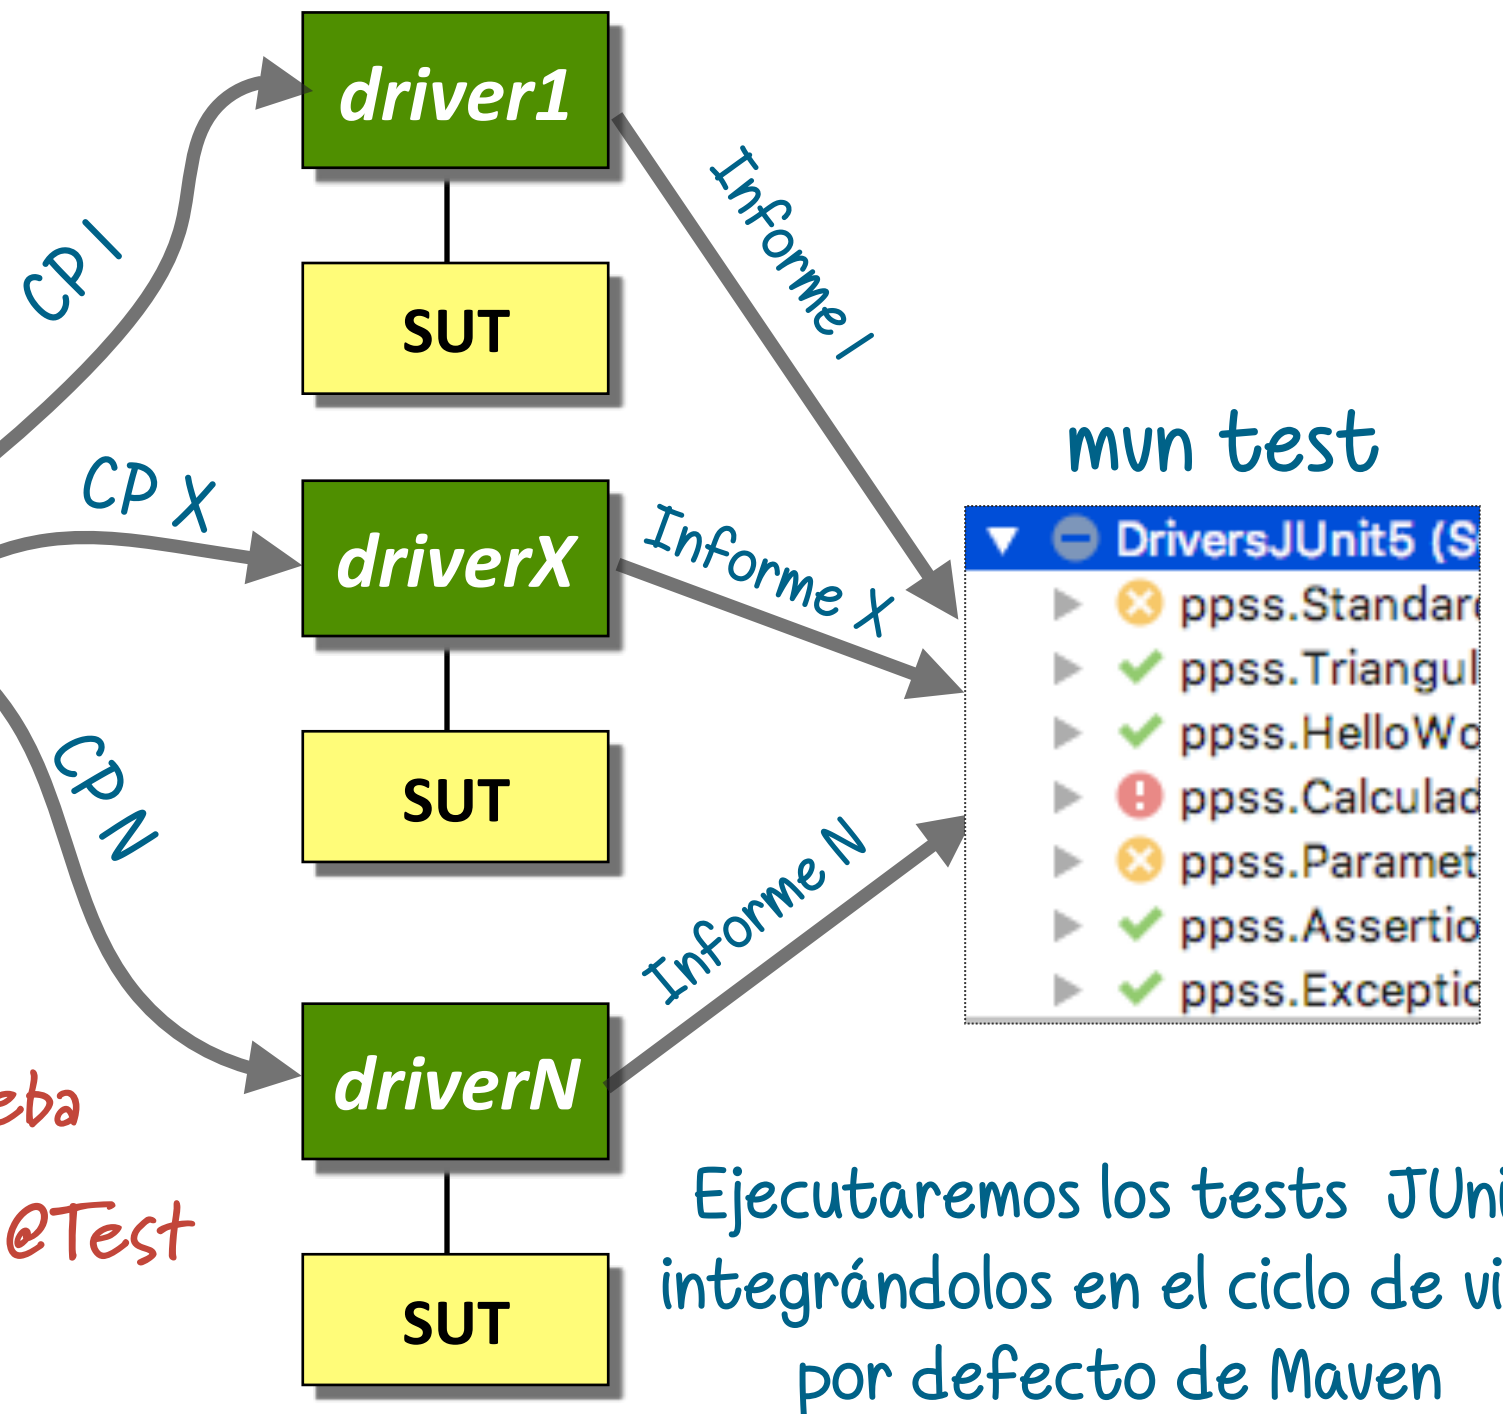 driver1
CP 1
Informe 1
SUT
mvn test
CP X
driverX
Informe X
DriversJUnit5 (S
ppss.Standar
ppss.Triangul
ppss.HelloWo
ppss.Calculad
ppss.Paramet
ppss.Assertio
ppss.Exceptio
SUT
CP N
Informe N
driverN
eba
@Test
SUT
Ejecutaremos los tests JUni
integrándolos en el ciclo de vi
por defecto de Maven